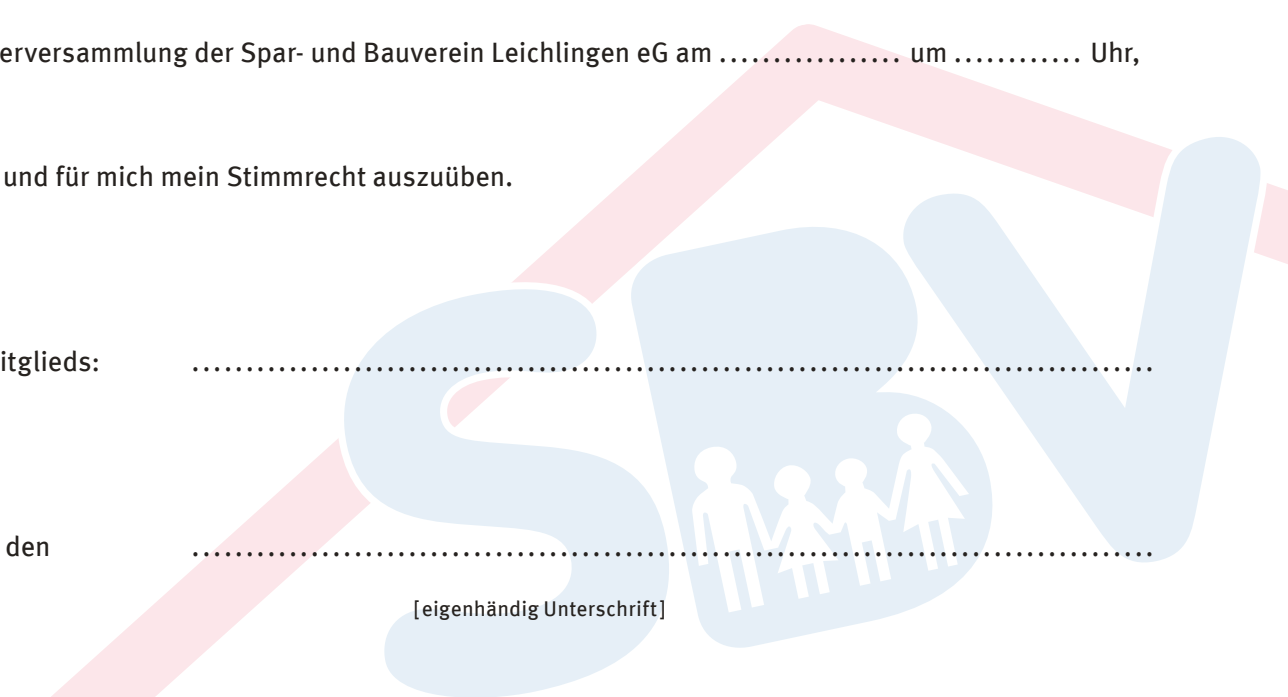 erversammlung der Spar- und Bauverein Leichlingen eG am ................. um ............ Uhr,
und für mich mein Stimmrecht auszuüben.
itglieds: ..........................................................................................
den ..........................................................................................
[eigenhändig Unterschrift]
SBV